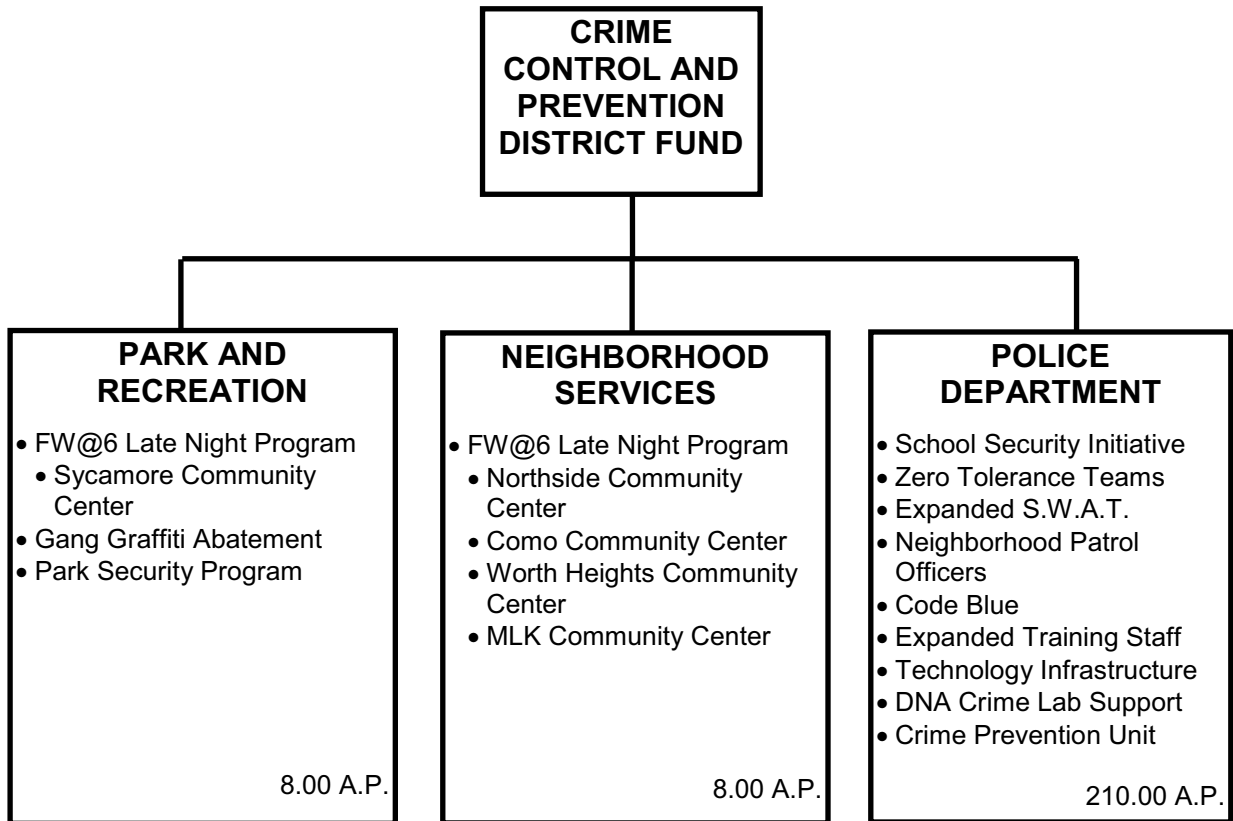 CRIME
CONTROL AND
PREVENTION
DISTRICT FUND
PARK AND
RECREATION
• FW@6 Late Night Program
• Sycamore Community
Center
• Gang Graffiti Abatement
• Park Security Program
8.00 A.P.
NEIGHBORHOOD
SERVICES
• FW@6 Late Night Program
• Northside Community
Center
• Como Community Center
• Worth Heights Community
Center
• MLK Community Center
8.00 A.P.
POLICE
DEPARTMENT
• School Security Initiative
• Zero Tolerance Teams
• Expanded S.W.A.T.
• Neighborhood Patrol
Officers
• Code Blue
• Expanded Training Staff
• Technology Infrastructure
• DNA Crime Lab Support
• Crime Prevention Unit
210.00 A.P.